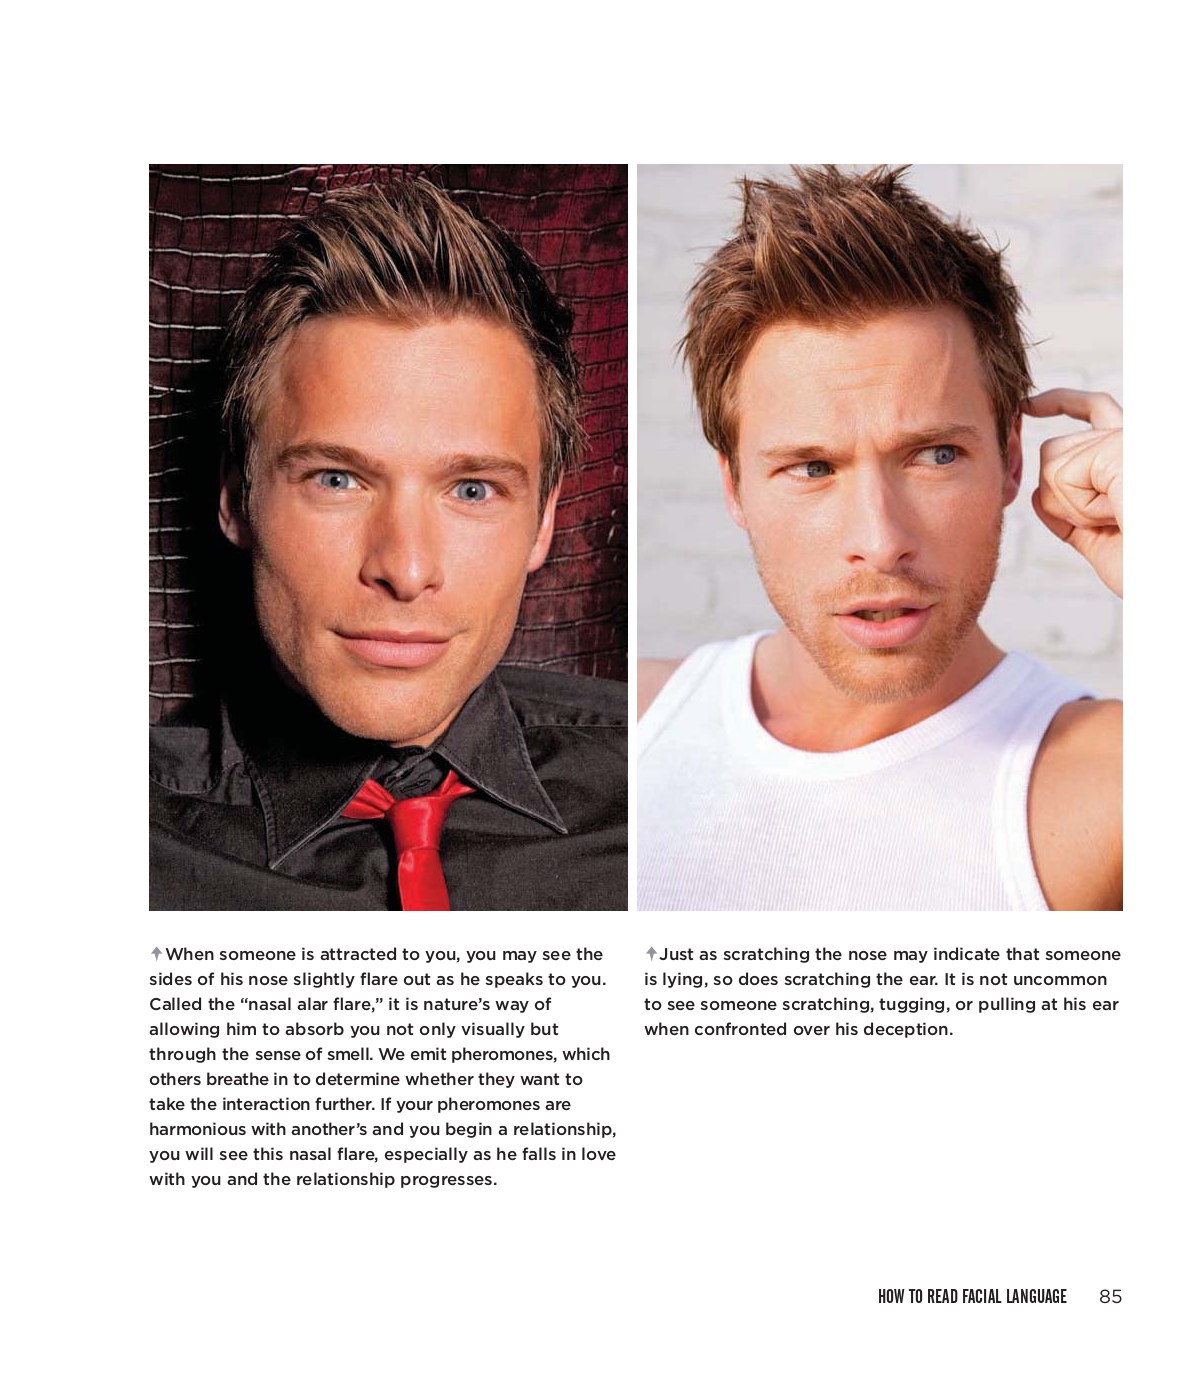 When someone is attracted to you, you may see the
sides of his nose slightly flare out as he speaks to you.
Called the “nasal alar flare,” it is nature’s way of
allowing him to absorb you not only visually but
through the sense of smell. We emit pheromones, which
others breathe in to determine whether they want to
take the interaction further. If your pheromones are
harmonious with another’s and you begin a relationship,
you will see this nasal flare, especially as he falls in love
with you and the relationship progresses.
Just as scratching the nose may indicate that someone
is lying, so does scratching the ear. It is not uncommon
to see someone scratching, tugging, or pulling at his ear
when confronted over his deception.
HOW TO READ FACIAL LANGUAGE 85